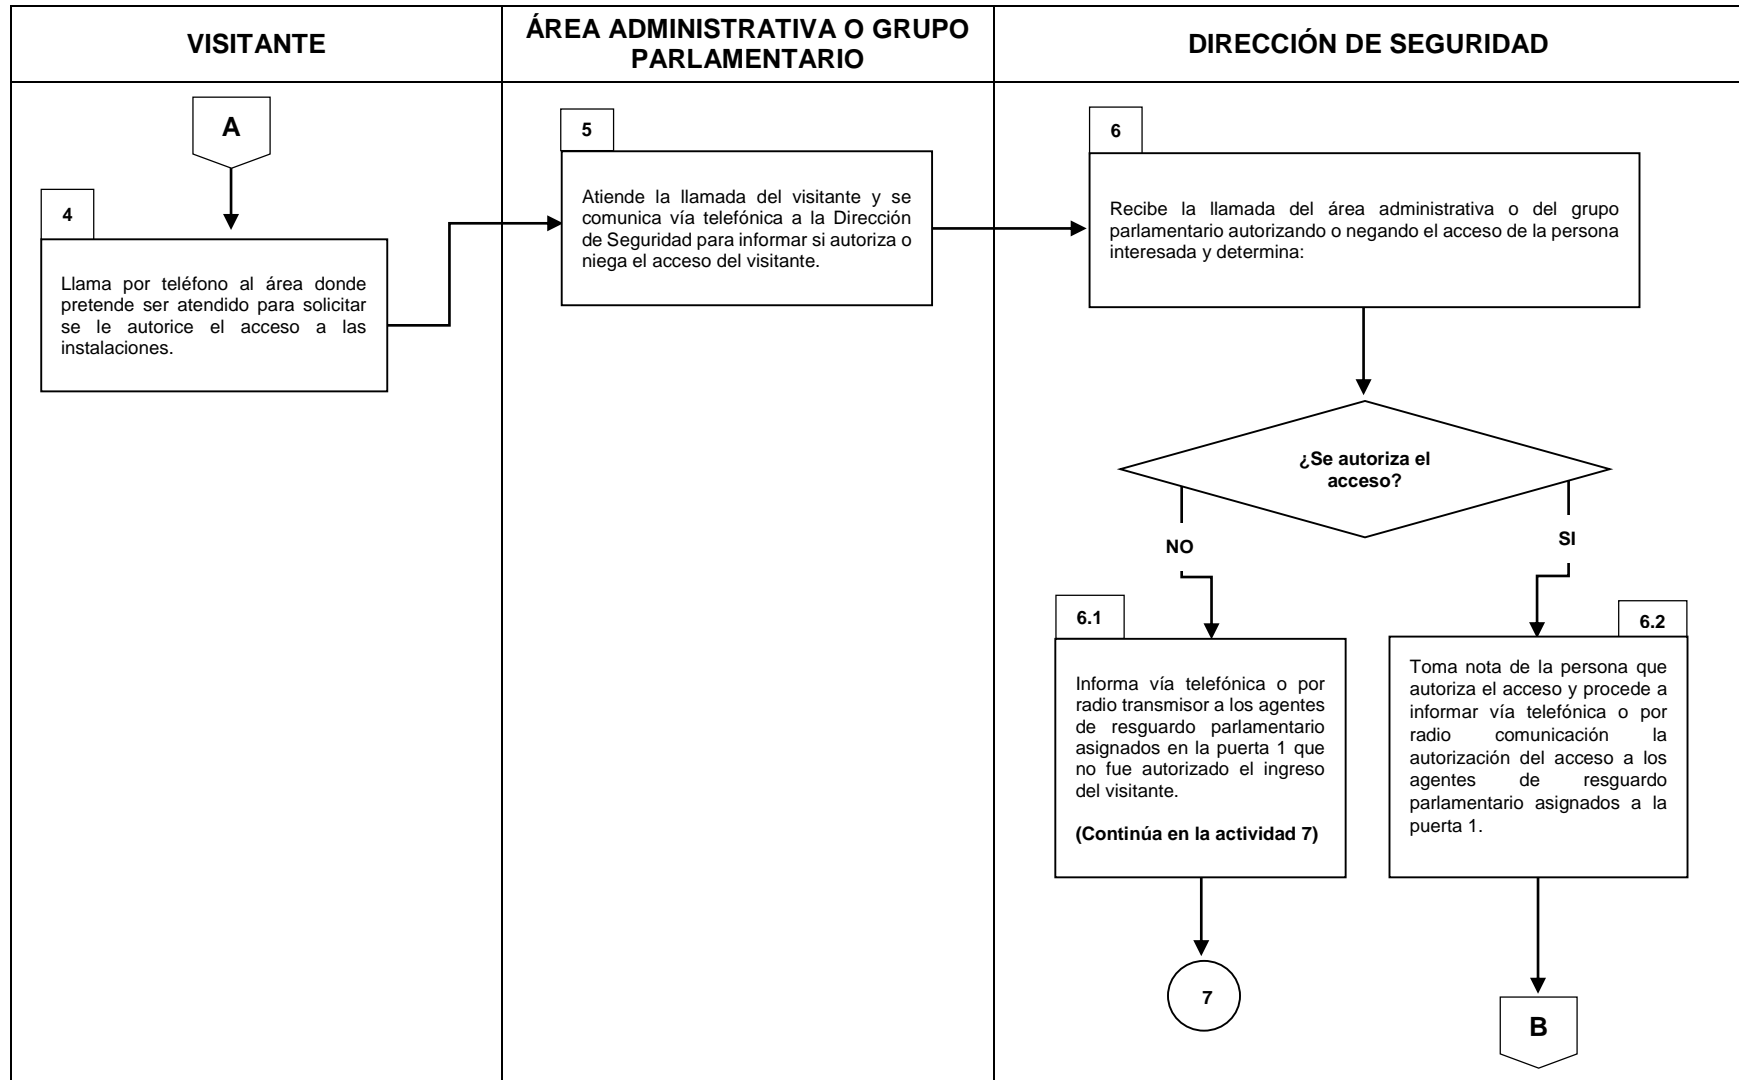 VISITANTE
ÁREA ADMINISTRATIVA O GRUPO
PARLAMENTARIO
DIRECCIÓN DE SEGURIDAD
A
4
Llama por teléfono al área donde
pretende ser atendido para solicitar
se le autorice el acceso a las
instalaciones.
5
Atiende la llamada del visitante y se
comunica vía telefónica a la Dirección
de Seguridad para informar si autoriza o
niega el acceso del visitante.
6
Recibe la llamada del área administrativa o del grupo
parlamentario autorizando o negando el acceso de la persona
interesada y determina:
¿Se autoriza el
acceso?
NO
SI
6.1
Informa vía telefónica o por
radio transmisor a los agentes
de resguardo parlamentario
asignados en la puerta 1 que
no fue autorizado el ingreso
del visitante.
(Continúa en la actividad 7)
7
6.2
Toma nota de la persona que
autoriza el acceso y procede a
informar vía telefónica o por
radio comunicación la
autorización del acceso a los
agentes de resguardo
parlamentario asignados a la
puerta 1.
B